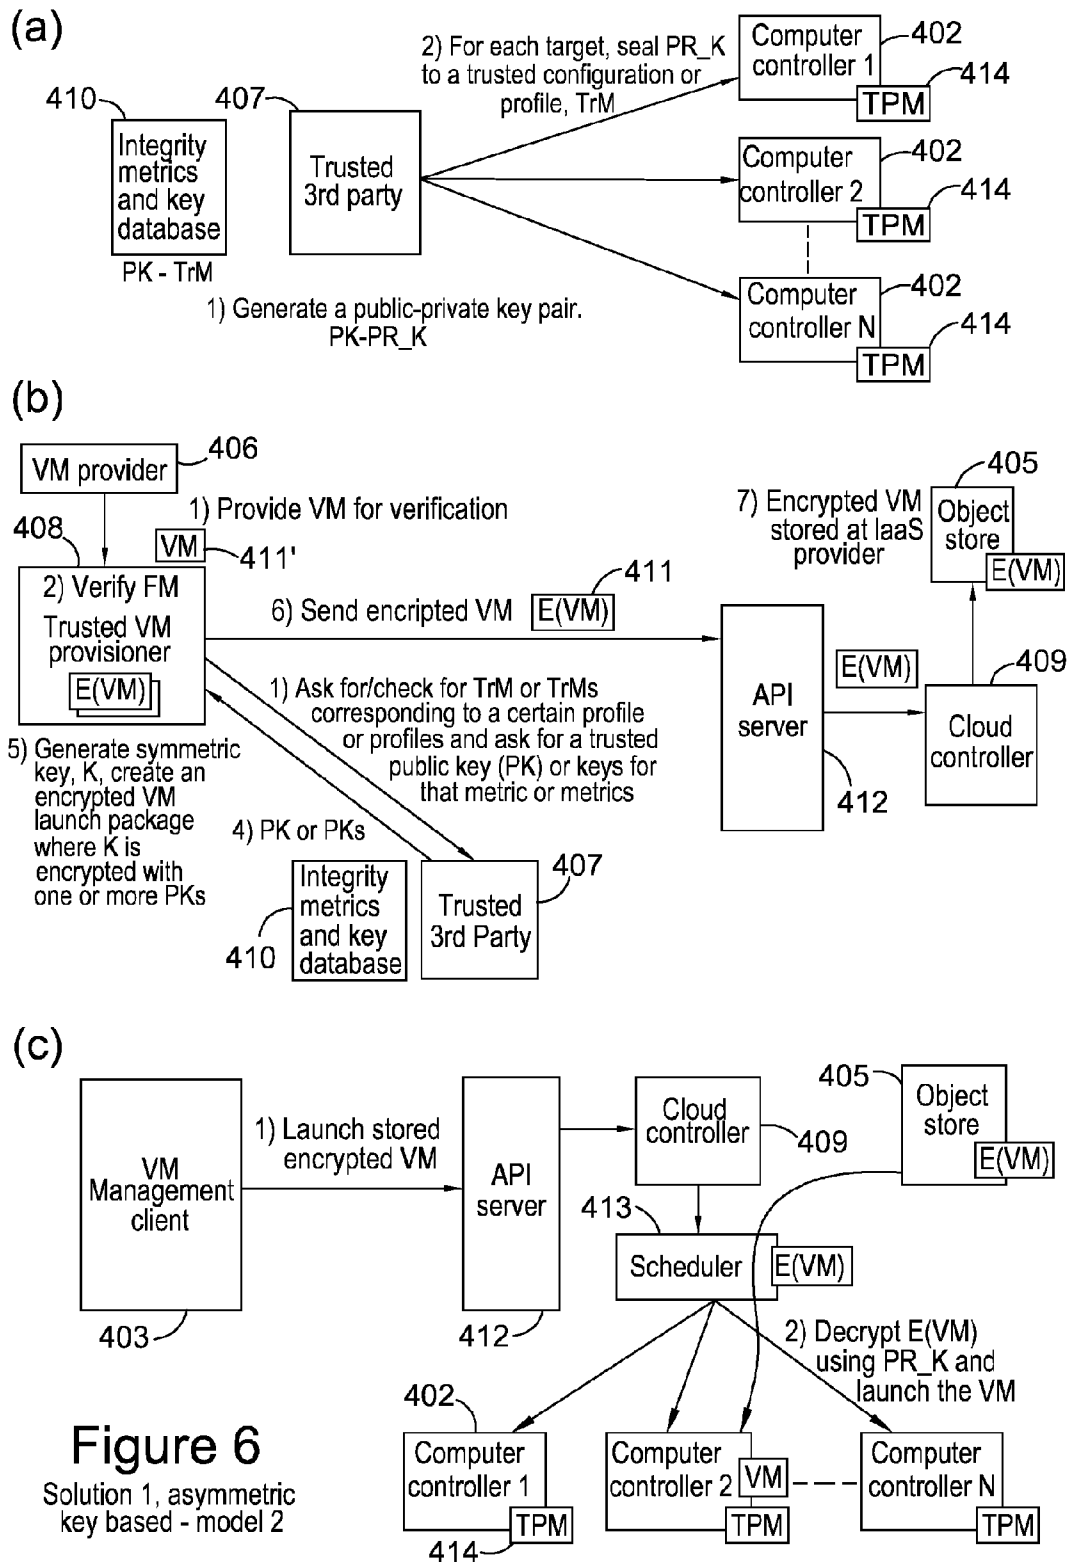 (a)
410
Integrity
metrics
and key
database
PK - TrM
407
Trusted
3rd party
1) Generate a public-private key pair.
PK-PR_K
2) For each target, seal PR_K
to a trusted configuration or
profile, TrM
Computer
controller 1
402
414
TPM
Computer
controller 2
402
414
TPM
Computer
controller N
402
414
TPM
(b)
VM provider
406
1) Provide VM for verification
VM
411'
408
2) Verify FM
Trusted VM
provisioner
E(VM)
5) Generate symmetric
key, K, create an
encrypted VM
launch package
where K is
encrypted with
one or more PKs
6) Send encripted VM
E(VM)
411
1) Ask for/check for TrM or TrMs
corresponding to a certain profile
or profiles and ask for a trusted
public key (PK) or keys for
that metric or metrics
4) PK or PKs
Integrity
metrics
and key
database
410
Trusted
3rd Party
407
API
server
412
E(VM)
7) Encrypted VM
stored at IaaS
provider
405
Object
store
E(VM)
409
Cloud
controller
(c)
VM
Management
client
403
1) Launch stored
encrypted VM
API
server
412
Cloud
controller
409
405
Object
store
E(VM)
413
Scheduler
E(VM)
2) Decrypt E(VM)
using PR_K and
launch the VM
402
Computer
controller 1
TPM
414
Computer
controller 2
VM
TPM
Computer
controller N
TPM
Figure 6
Solution 1, asymmetric
key based - model 2